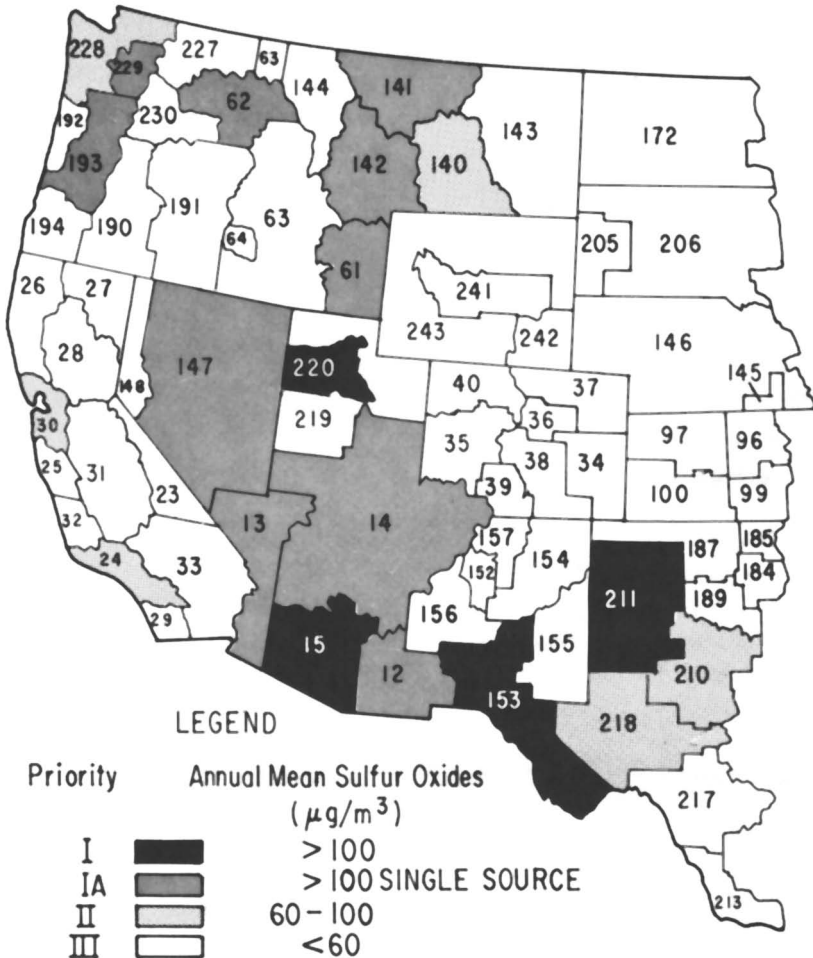 228 229 227 63 144 141 143 172
62
192 230 142 140
193
191 63 205 206
194 190 64 61
26 27 241
28 147 243 242 146
148 220 40 37 145
30 219 36 97 96
25 31 35 38 34
23 39 100 99
32 13 14 157 187 185
24 33 152 154 184
29 156 211 189
15 12 155 210
153
218
LEGEND
Priority Annual Mean Sulfur Oxides
(µg/m³)
217
I >100
IA >100 SINGLE SOURCE
II 60-100
213
III <60